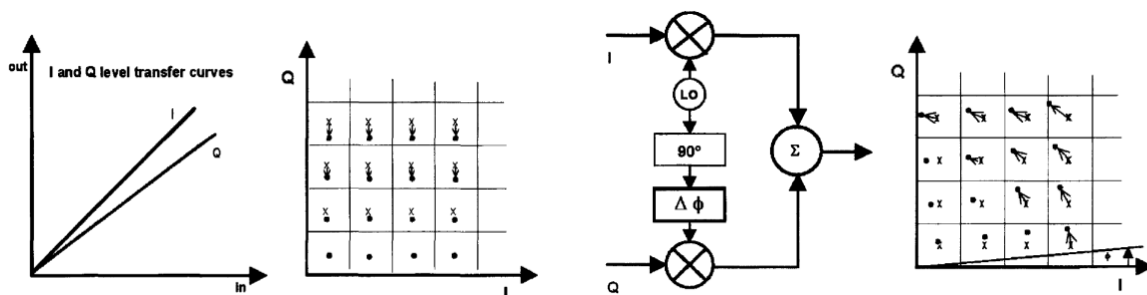 out
I and Q level transfer curves
I
Q
in
Q
I
I
LO
90°
Σ
Δ ϕ
Q
Q
ϕ
I